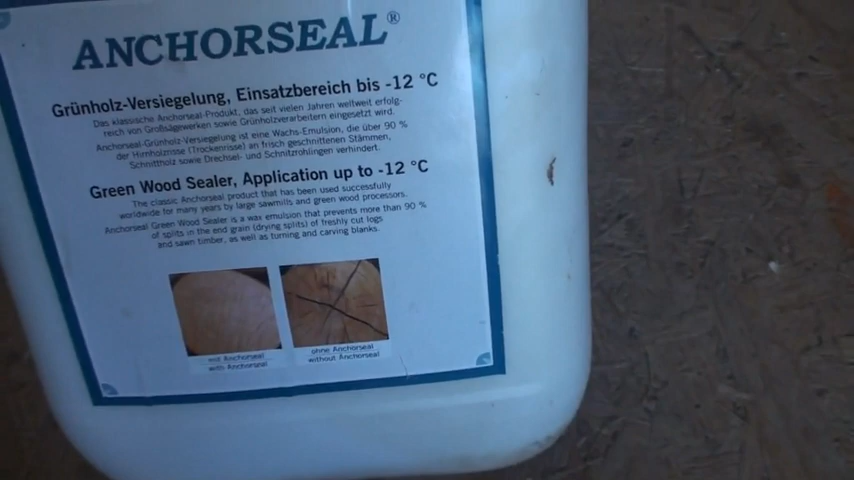 ANCHORSEAL®
Grünholz-Versiegelung, Einsatzbereich bis -12 °C
Das klassische Anchorseal-Produkt, das seit vielen Jahren weltweit erfolg-
reich von Großsägewerken sowie Grünholzverarbeitern eingesetzt wird.
Anchorseal-Grünholz-Versiegelung ist eine Wachs-Emulsion, die über 90 %
der Hirnholzrisse (Trockenrisse) an frisch geschnittenen Stämmen,
Schnittholz sowie Drechsel- und Schnitzrohlingen verhindert.
Green Wood Sealer, Application up to -12 °C
The classic Anchorseal product that has been used successfully
worldwide for many years by large sawmills and green wood processors.
Anchorseal Green Wood Sealer is a wax emulsion that prevents more than 90 %
of splits in the end grain (drying splits) of freshly cut logs
and sawn timber, as well as turning and carving blanks.
mit Anchorseal
with Anchorseal
ohne Anchorseal
without Anchorseal